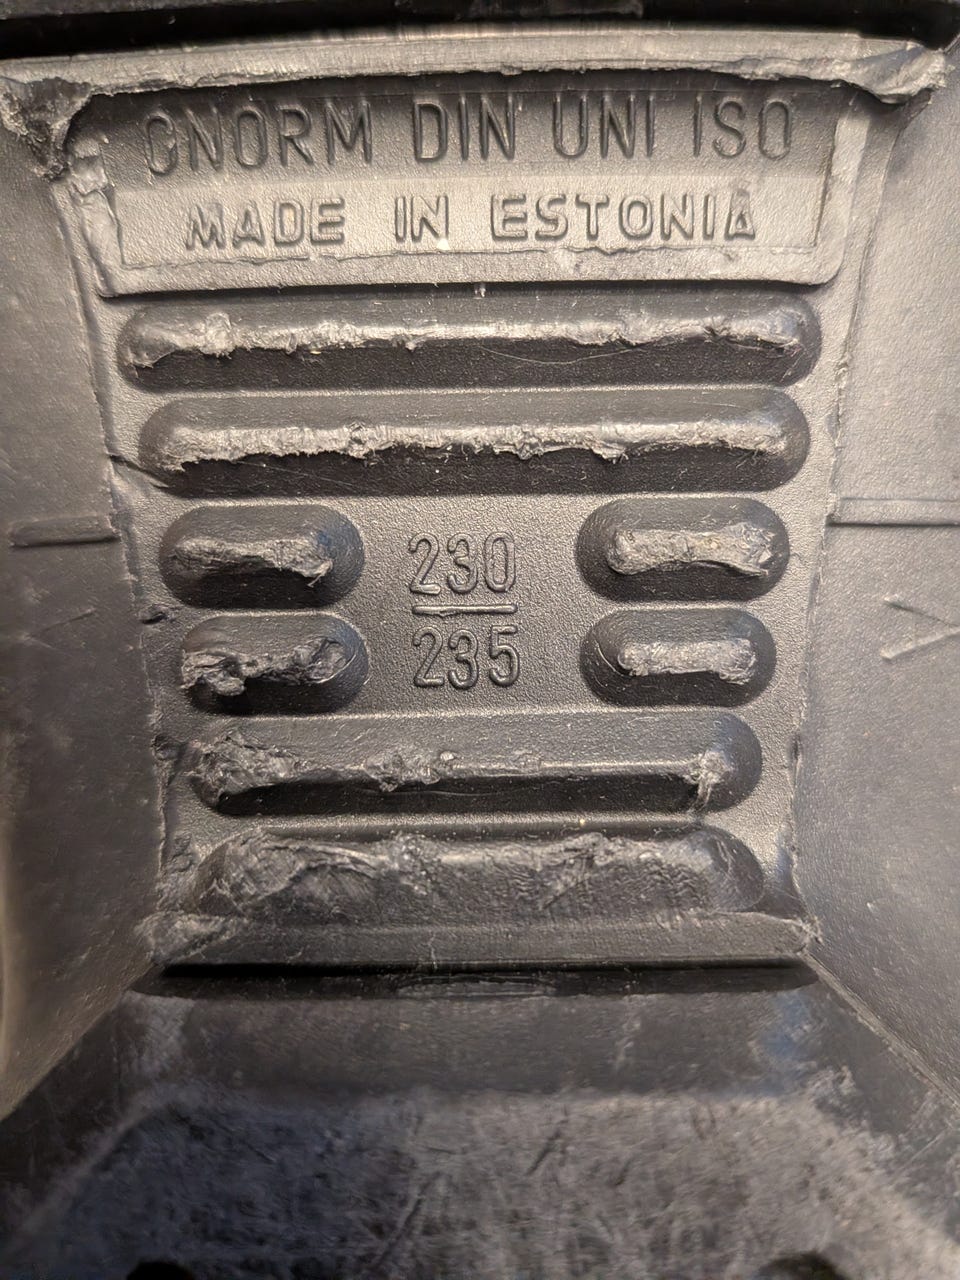 ÖNORM DIN UNI ISO
MADE IN ESTONIA
230
235